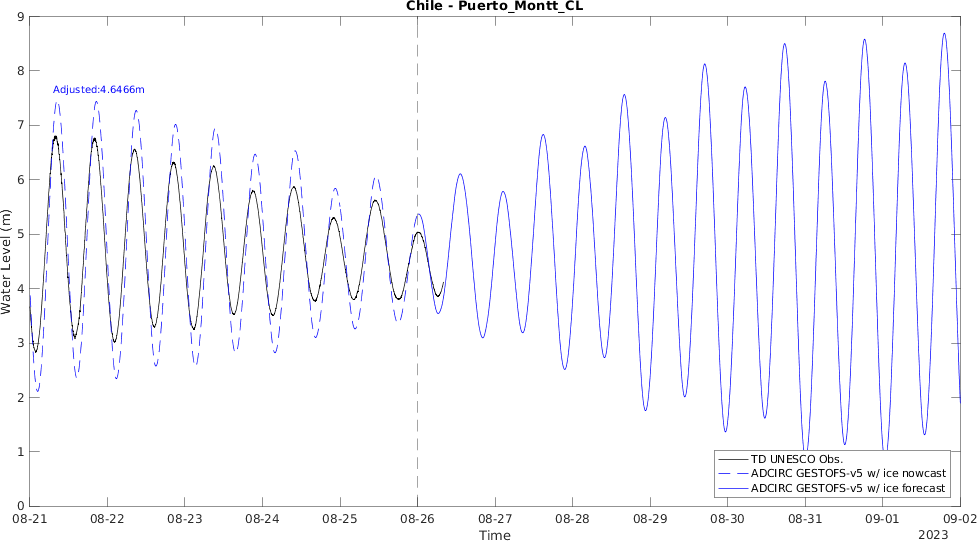 Chile - Puerto_Montt_CL
9
8
7
6
5
4
3
2
1
0
Water Level (m)
Adjusted:4.6466m
TD UNESCO Obs.
ADCIRC GESTOFS-v5 w/ ice nowcast
ADCIRC GESTOFS-v5 w/ ice forecast
08-21 08-22 08-23 08-24 08-25 08-26 08-27 08-28 08-29 08-30 08-31 09-01 09-02
Time
2023